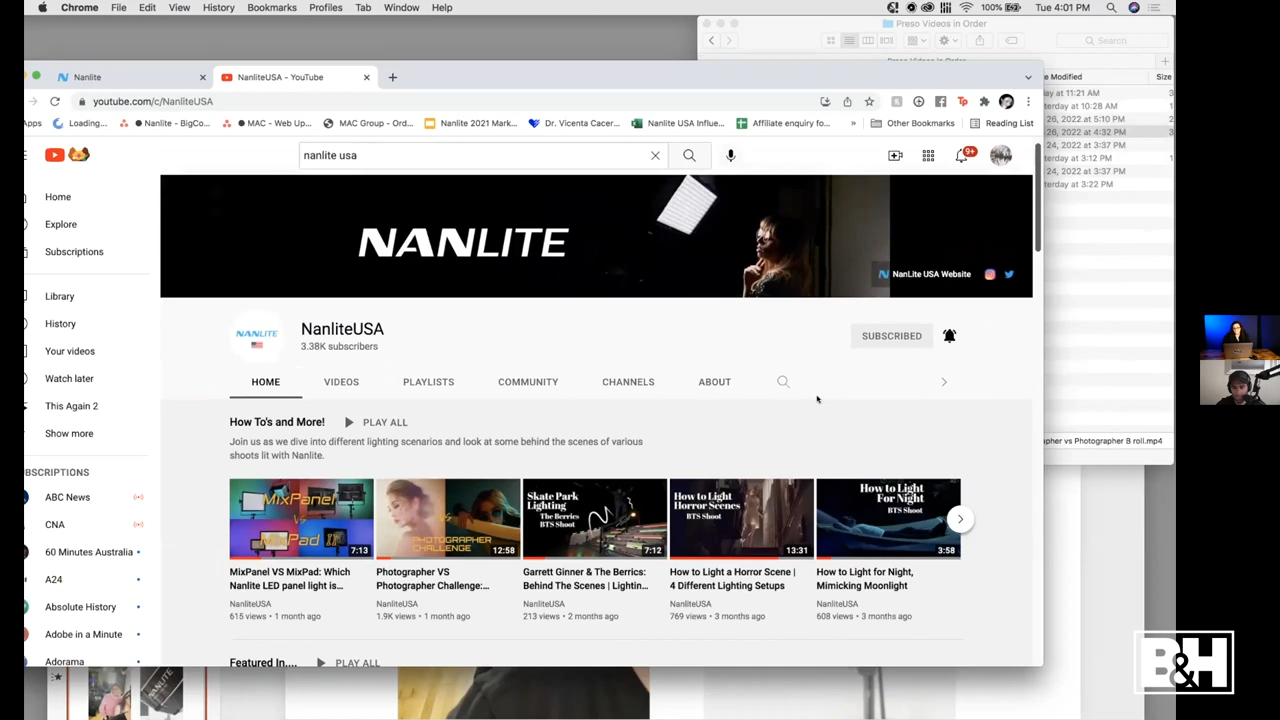 Chrome File Edit View History Bookmarks Profiles Tab Window Help
100% Tue 4:01 PM
Preso Videos in Order
Search
Preso Videos in Order
Nanlite
NanliteUSA - YouTube
youtube.com/c/NanliteUSA
Apps Loading... Nanlite - BigCo... MAC - Web Up... MAC Group - Ord... Nanlite 2021 Mark... Dr. Vicenta Cacer... Nanlite USA Influe... Affiliate enquiry fo... » Other Bookmarks Reading List
e Modified Size
ay at 11:21 AM
terday at 10:28 AM
26, 2022 at 5:10 PM
26, 2022 at 4:32 PM
24, 2022 at 3:37 PM
terday at 3:12 PM
24, 2022 at 3:37 PM
terday at 3:22 PM
pher vs Photographer B roll.mp4
nanlite usa
9+
Home
Explore
Subscriptions
Library
History
Your videos
Watch later
This Again 2
Show more
UBSCRIPTIONS
ABC News
CNA
60 Minutes Australia
A24
Absolute History
Adobe in a Minute
Adorama
NANLITE
NanLite USA Website
NANLITE
NanliteUSA
3.38K subscribers
SUBSCRIBED
HOME VIDEOS PLAYLISTS COMMUNITY CHANNELS ABOUT
How To's and More! PLAY ALL
Join us as we dive into different lighting scenarios and look at some behind the scenes of various
shoots lit with Nanlite.
MixPanel
VS
MixPad
7:13
VS
PHOTOGRAPHER
CHALLENGE
12:58
Skate Park
Lighting
The Berrics
BTS Shoot
7:12
How to Light
Horror Scenes
BTS Shoot
13:31
How to Light
For Night
BTS Shoot
3:58
MixPanel VS MixPad: Which
Nanlite LED panel light is...
NanliteUSA
615 views • 1 month ago
Photographer VS
Photographer Challenge:...
NanliteUSA
1.9K views • 1 month ago
Garrett Ginner & The Berrics:
Behind The Scenes | Lightin...
NanliteUSA
213 views • 2 months ago
How to Light a Horror Scene |
4 Different Lighting Setups
NanliteUSA
769 views • 3 months ago
How to Light for Night,
Mimicking Moonlight
NanliteUSA
608 views • 3 months ago
Featured In.... PLAY ALL
NANLITE
B&H